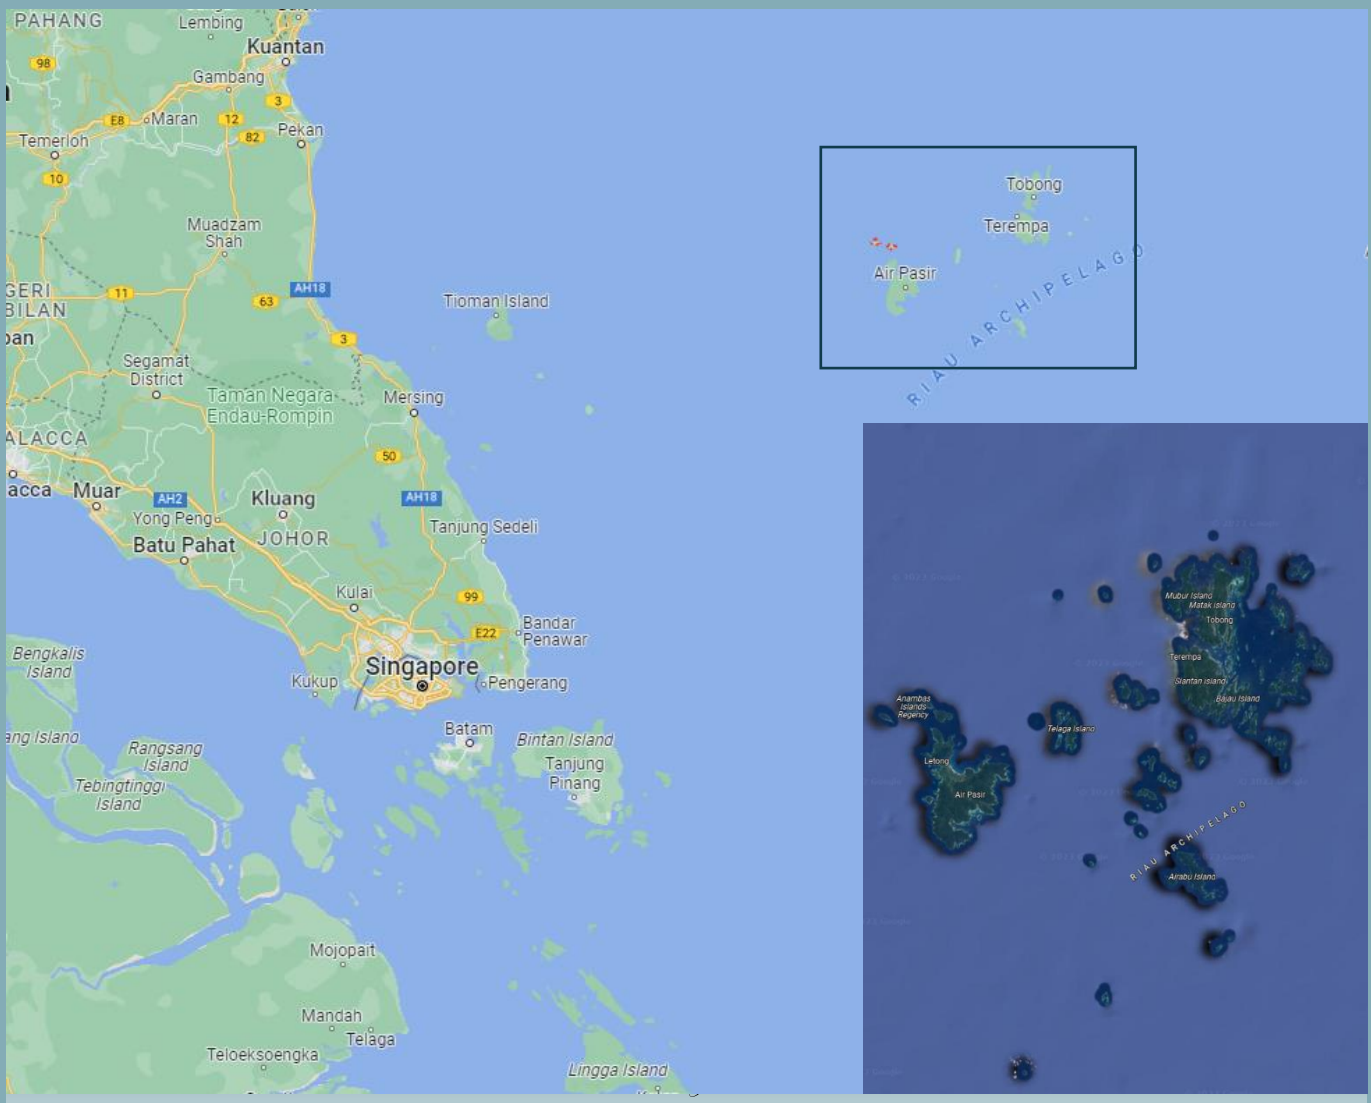 PAHANG
Lembing
Kuantan
98
Gambang
3
E8
Maran
12
82
Pekan
Temerloh
10
Muadzam
Shah
GERI
BILAN
11
63
AH18
3
Tioman Island
Segamat
District
Taman Negara
Endau-Rompin
Mersing
ALACCA
acca
Muar
AH2
Yong Peng
Batu Pahat
Kluang
JOHOR
50
AH18
Tanjung Sedeli
Kulai
99
E22
Bandar
Penawar
Singapore
Kukup
Pengerang
Bengkalis
Island
ang Island
Rangsang
Island
Tebingtinggi
Island
Batam
Bintan Island
Tanjung
Pinang
Mojopait
Mandah
Telaga
Teloeksoengka
Lingga Island
Tobong
Terempa
Air Pasir
RIAU ARCHIPELAGO
Mubur Island
Matak Island
Tobong
Terempa
Siantan Island
Bajau Island
Anambas
Islands
Regency
Telaga Island
Letong
Air Pasir
RIAU ARCHIPELAGO
Airabu Island